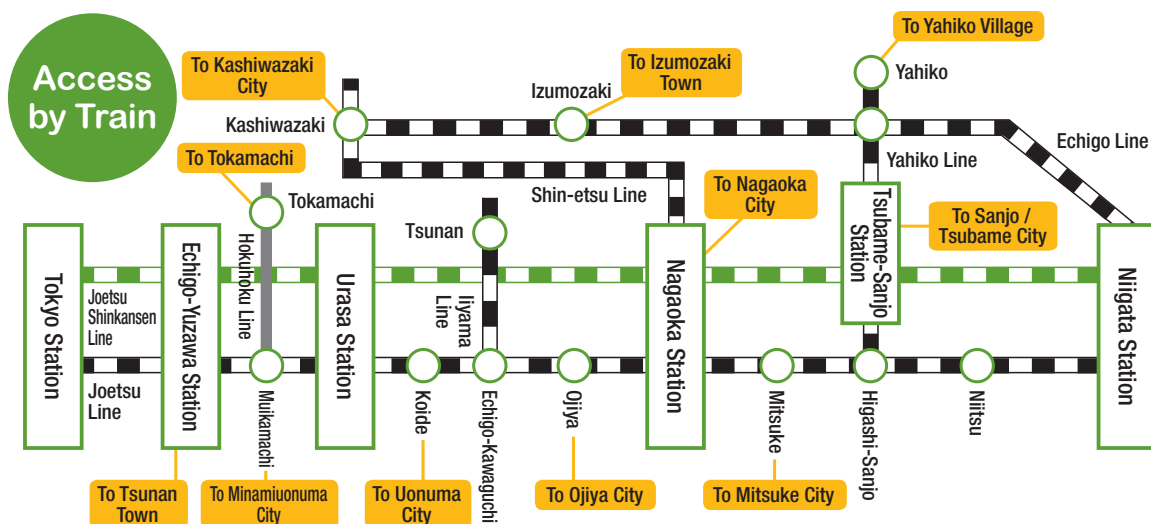 Access
by Train
To Kashiwazaki
City
Kashiwazaki
Izumozaki
To Izumozaki
Town
To Yahiko Village
Yahiko
Yahiko Line
Echigo Line
To Tokamachi
Tokamachi
Hokuhoku Line
Shin-etsu Line
Tsunan
Iiyama
Line
To Nagaoka
City
To Sanjo /
Tsubame City
Tokyo Station
Joetsu
Shinkansen
Line
Joetsu
Line
Echigo-Yuzawa Station
Urasa Station
Nagaoka Station
Tsubame-Sanjo
Station
Niigata Station
Muikamachi
Koide
Echigo-Kawaguchi
Ojiya
Mitsuke
Higashi-Sanjo
Niitsu
To Tsunan
Town
To Minamiuonuma
City
To Uonuma
City
To Ojiya City
To Mitsuke City